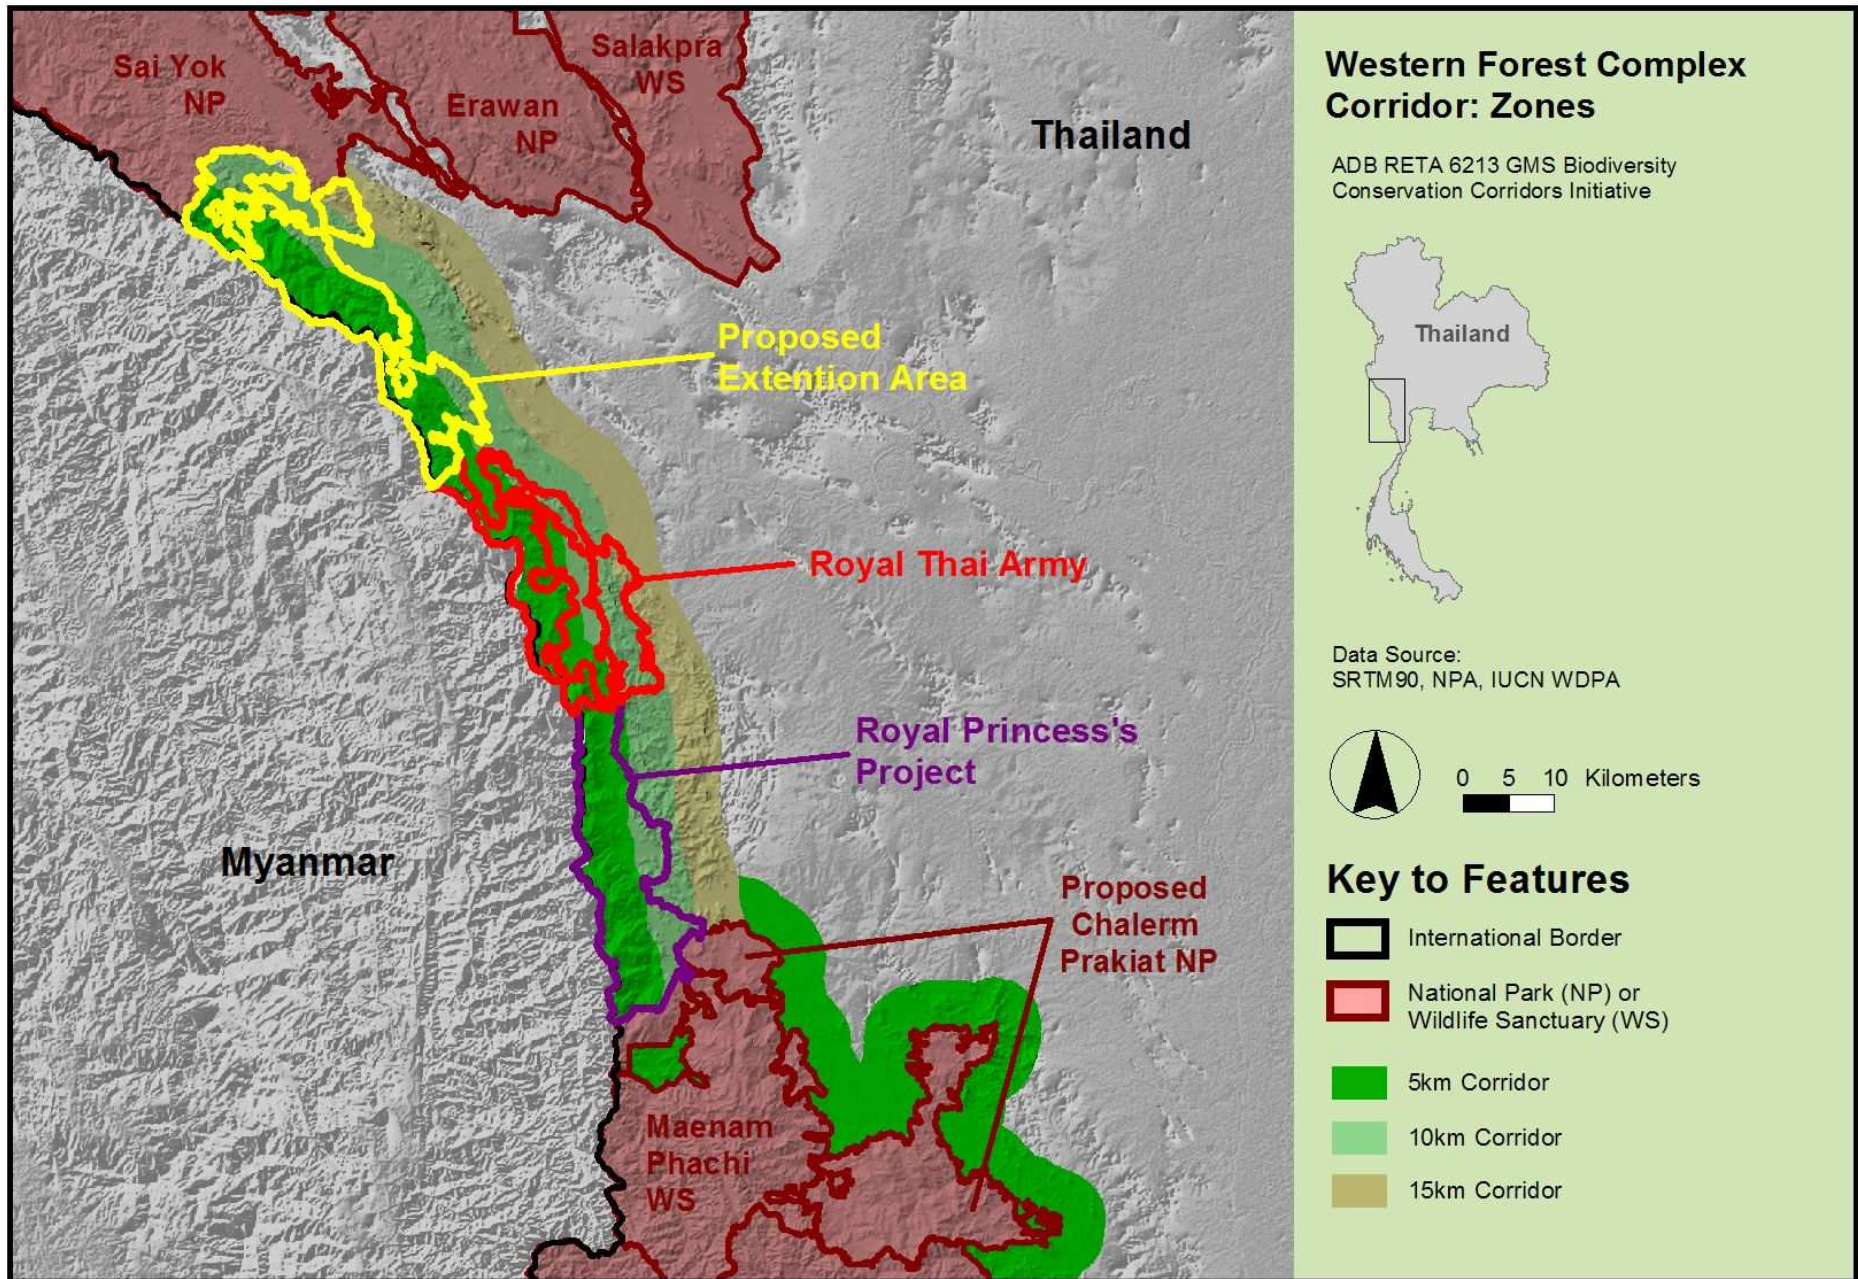 Sai Yok
NP
Erawan
NP
Salakpra
WS
Thailand
Proposed
Extention Area
Royal Thai Army
Royal Princess's
Project
Myanmar
Proposed
Chalerm
Prakiat NP
Maenam
Phachi
WS
Western Forest Complex
Corridor: Zones
ADB RETA 6213 GMS Biodiversity
Conservation Corridors Initiative
Thailand
Data Source:
SRTM90, NPA, IUCN WDPA
0 5 10 Kilometers
Key to Features
International Border
National Park (NP) or
Wildlife Sanctuary (WS)
5km Corridor
10km Corridor
15km Corridor